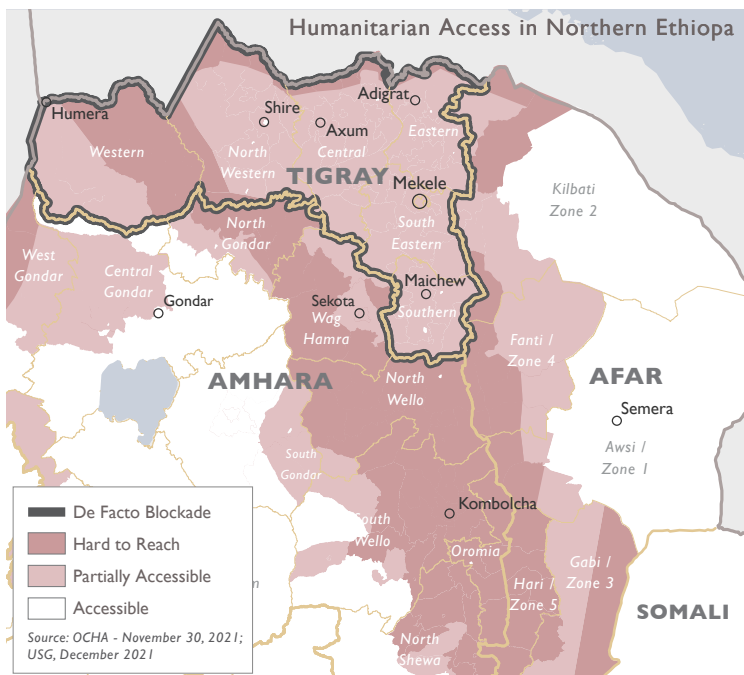 Humanitarian Access in Northern Ethiopa
Humera
Shire
Axum
Adigrat
Eastern
Western
North
Western
Central
TIGRAY
Mekele
Kilbati
Zone 2
North
Gondar
South
Eastern
West
Gondar
Central
Gondar
Gondar
Sekota
Wag
Hamra
Maichew
Southern
Fanti /
Zone 4
AMHARA
North
Wello
AFAR
Semera
Awsi /
Zone 1
South
Gondar
Kombolcha
South
Wello
Oromia
Hari /
Zone 5
Gabi /
Zone 3
SOMALI
North
Shewa
De Facto Blockade
Hard to Reach
Partially Accessible
Accessible
Source: OCHA - November 30, 2021;
USG, December 2021